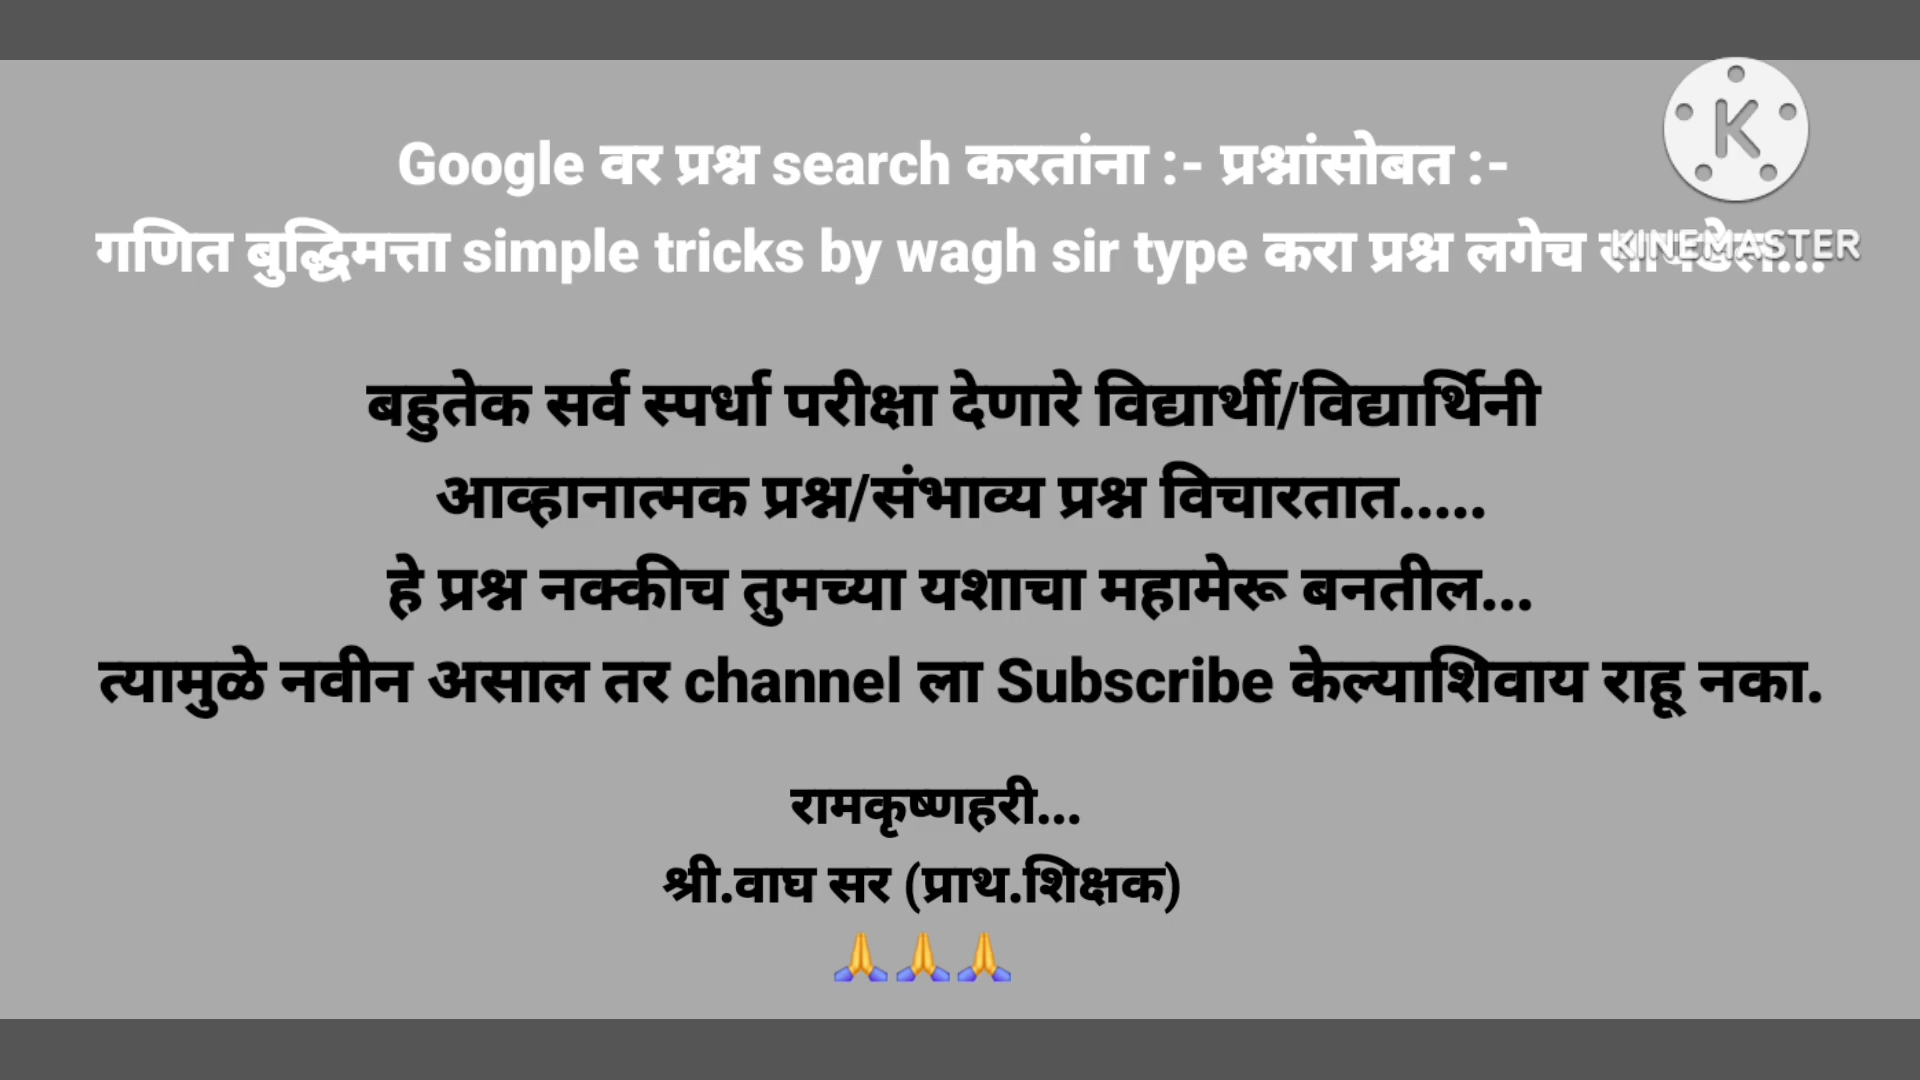 Google वर प्रश्न search करतांना :- प्रश्नांसोबत :-
गणित बुद्धिमत्ता simple tricks by wagh sir type करा प्रश्न लगेच
K
KINEMASTER
बहुतेक सर्व स्पर्धा परीक्षा देणारे विद्यार्थी/विद्यार्थिनी
आव्हानात्मक प्रश्न/संभाव्य प्रश्न विचारतात.....
हे प्रश्न नक्कीच तुमच्या यशाचा महामेरू बनतील...
त्यामुळे नवीन असाल तर channel ला Subscribe केल्याशिवाय राहू नका.
रामकृष्णहरी...
श्री.वाघ सर (प्राथ.शिक्षक)
🙏🙏🙏